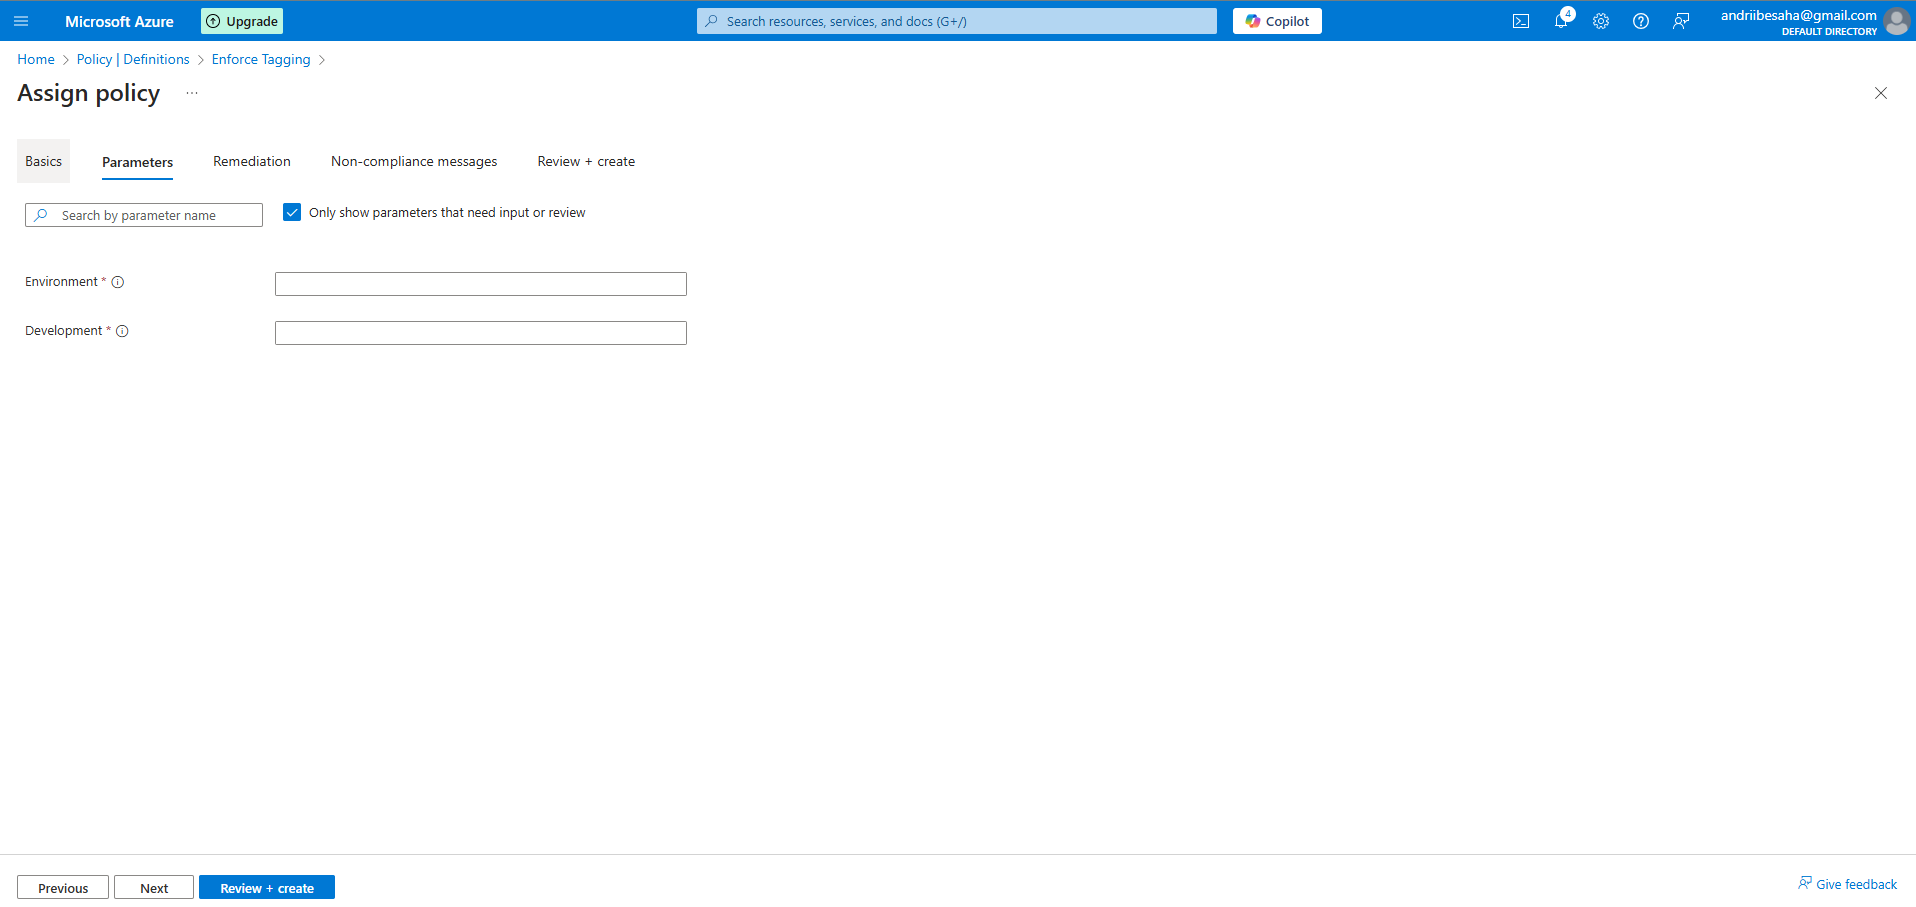 Microsoft Azure
Upgrade
Search resources, services, and docs (G+/)
Copilot
4
andriibesaha@gmail.com
DEFAULT DIRECTORY
Home > Policy | Definitions > Enforce Tagging >
Assign policy ...
Basics
Parameters
Remediation
Non-compliance messages
Review + create
Search by parameter name
Only show parameters that need input or review
Environment *
Development *
Previous
Next
Review + create
Give feedback